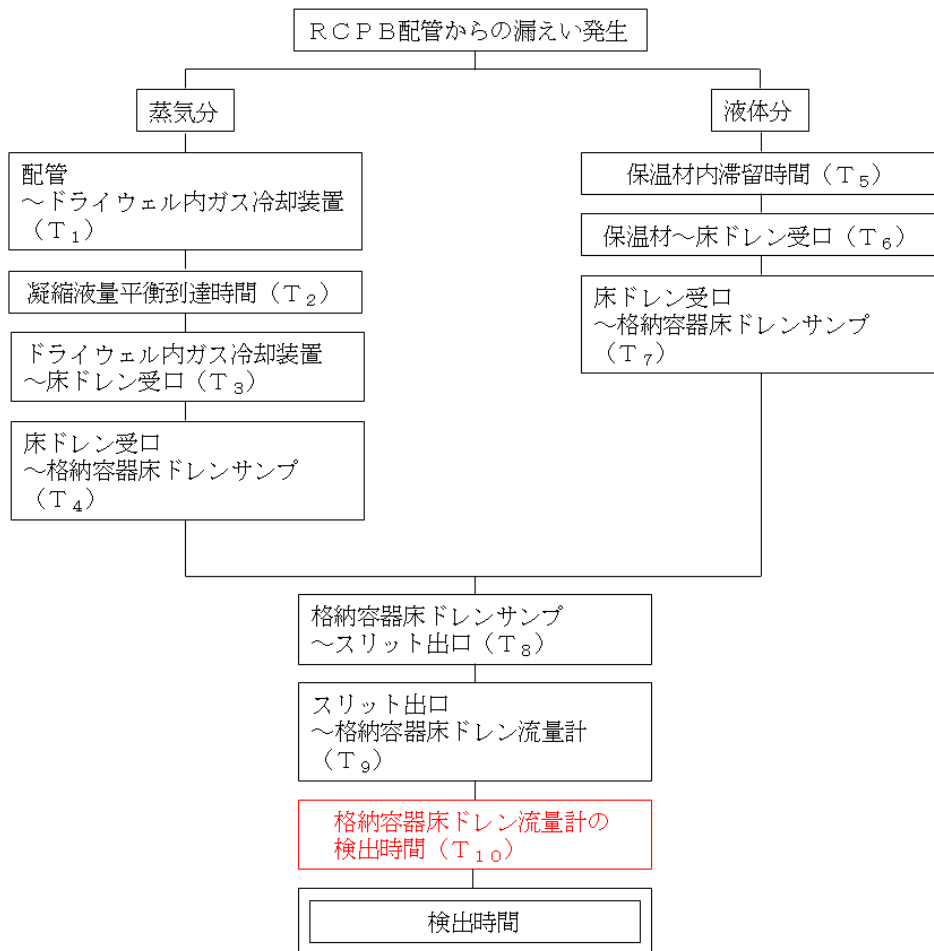 ＲＣＰＢ配管からの漏えい発生
蒸気分
配管
～ドライウェル内ガス冷却装置
（Ｔ₁）
凝縮液量平衡到達時間（Ｔ₂）
ドライウェル内ガス冷却装置
～床ドレン受口（Ｔ₃）
床ドレン受口
～格納容器床ドレンサンプ
（Ｔ₄）
液体分
保温材内滞留時間（Ｔ₅）
保温材～床ドレン受口（Ｔ₆）
床ドレン受口
～格納容器床ドレンサンプ
（Ｔ₇）
格納容器床ドレンサンプ
～スリット出口（Ｔ₈）
スリット出口
～格納容器床ドレン流量計
（Ｔ₉）
格納容器床ドレン流量計の
検出時間（Ｔ₁₀）
検出時間